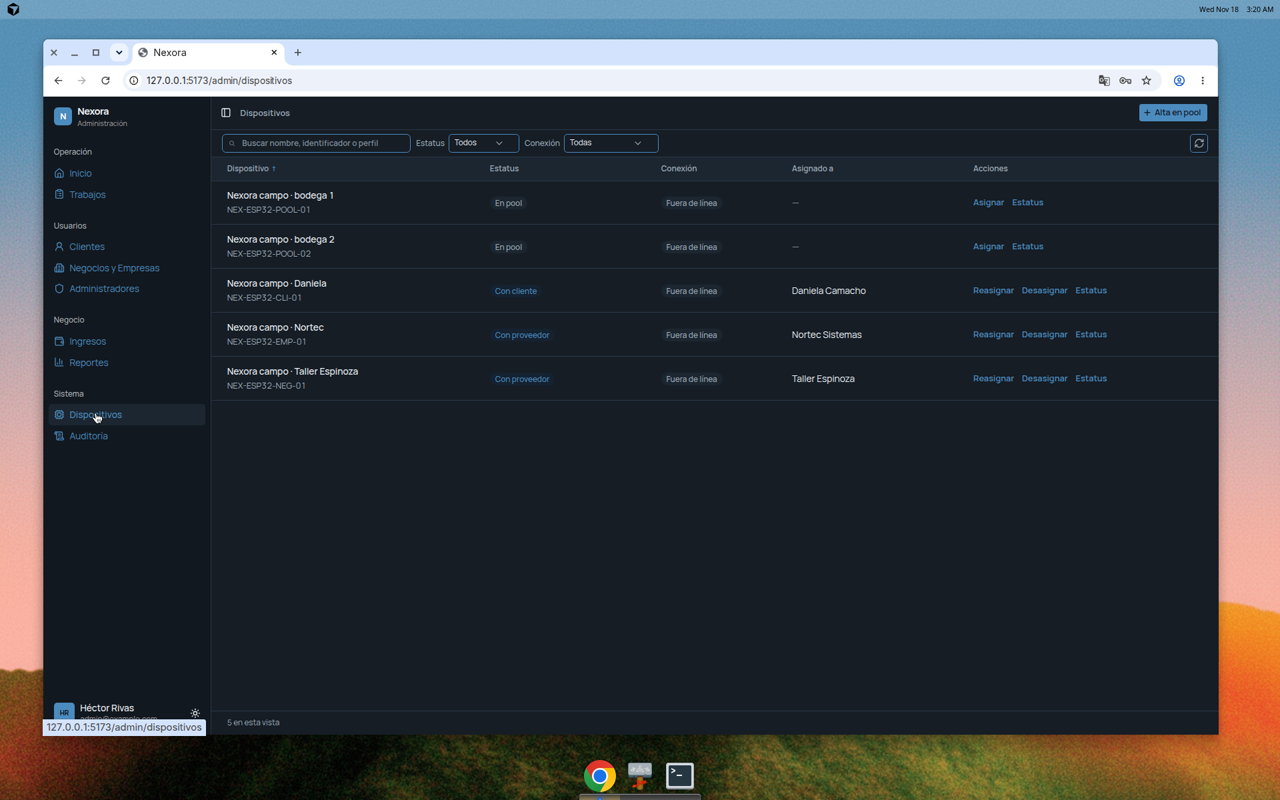 Wed Nov 18 3:20 AM
Nexora
127.0.0.1:5173/admin/dispositivos
N
Nexora
Administración
Operación
Inicio
Trabajos
Usuarios
Clientes
Negocios y Empresas
Administradores
Negocio
Ingresos
Reportes
Sistema
Dispositivos
Auditoría
HR
Héctor Rivas
admin@example.com
127.0.0.1:5173/admin/dispositivos
Dispositivos
+ Alta en pool
Buscar nombre, identificador o perfil
Estatus Todos Conexión Todas
Dispositivo ↑ Estatus Conexión Asignado a Acciones
Nexora campo · bodega 1
NEX-ESP32-POOL-01
En pool Fuera de línea — Asignar Estatus
Nexora campo · bodega 2
NEX-ESP32-POOL-02
En pool Fuera de línea — Asignar Estatus
Nexora campo · Daniela
NEX-ESP32-CLI-01
Con cliente Fuera de línea Daniela Camacho Reasignar Desasignar Estatus
Nexora campo · Nortec
NEX-ESP32-EMP-01
Con proveedor Fuera de línea Nortec Sistemas Reasignar Desasignar Estatus
Nexora campo · Taller Espinoza
NEX-ESP32-NEG-01
Con proveedor Fuera de línea Taller Espinoza Reasignar Desasignar Estatus
5 en esta vista